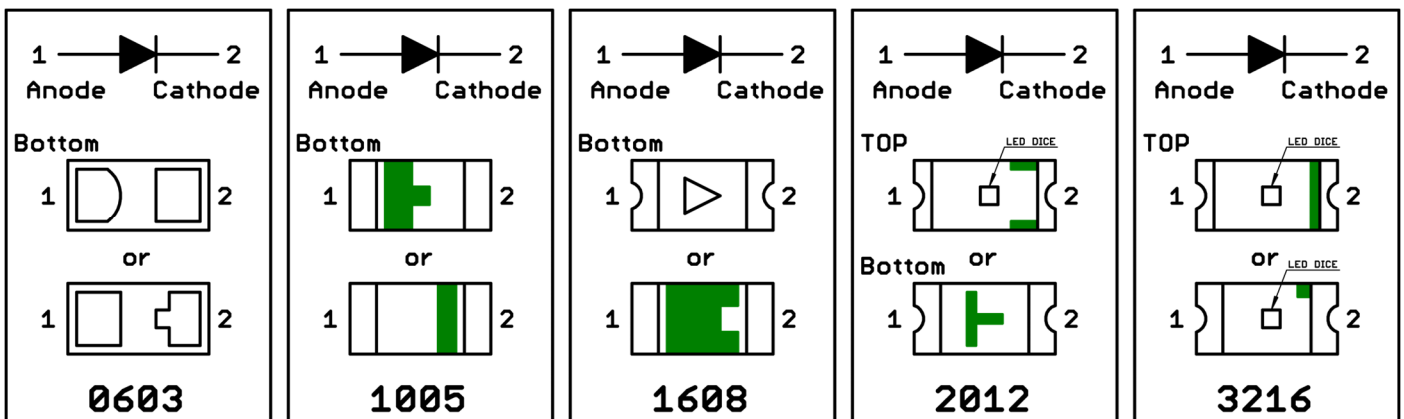 1 2
Anode Cathode
Bottom
1 2
or
1 2
0603
1 2
Anode Cathode
Bottom
1 2
or
1 2
1005
1 2
Anode Cathode
Bottom
1 2
or
1 2
1608
1 2
Anode Cathode
TOP
LED DICE
1 2
or
Bottom
1 2
2012
1 2
Anode Cathode
TOP
LED DICE
1 2
or
LED DICE
1 2
3216